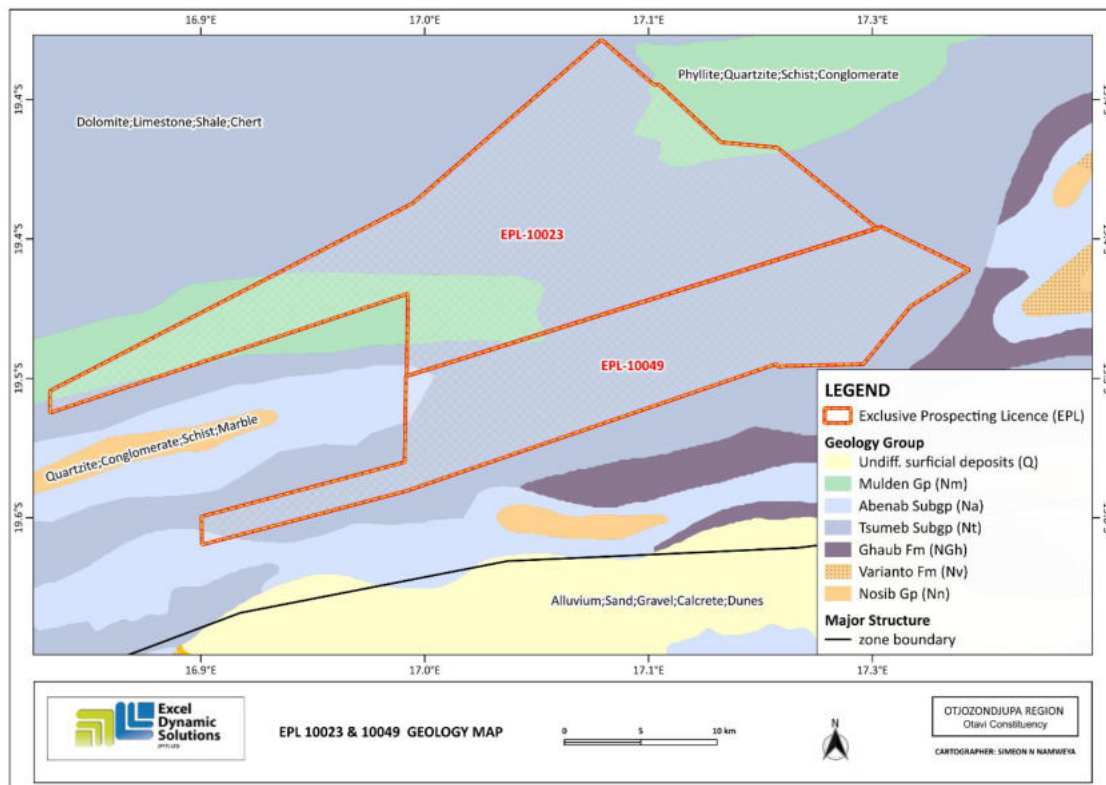 16.9°E 17.0°E 17.1°E 17.3°E
Phyllite;Quartzite;Schist;Conglomerate
19.4°S
Dolomite;Limestone;Shale;Chert
EPL-10023
19.4°S
EPL-10049
19.5°S
Quartzite;Conglomerate;Schist;Marble
19.6°S
Alluvium;Sand;Gravel;Calcrete;Dunes
LEGEND
Exclusive Prospecting Licence (EPL)
Geology Group
Undiff. surficial deposits (Q)
Mulden Gp (Nm)
Abenab Subgp (Na)
Tsumeb Subgp (Nt)
Ghaub Fm (NGh)
Varianto Fm (Nv)
Nosib Gp (Nn)
Major Structure
zone boundary
16.9°E 17.0°E 17.1°E 17.3°E
Excel
Dynamic
Solutions
(PTY) LTD
EPL 10023 & 10049 GEOLOGY MAP
0 5 10 km
N
OTJOZONDJUPA REGION
Otavi Constituency
CARTOGRAPHER: SIMEON N NAMWEYA